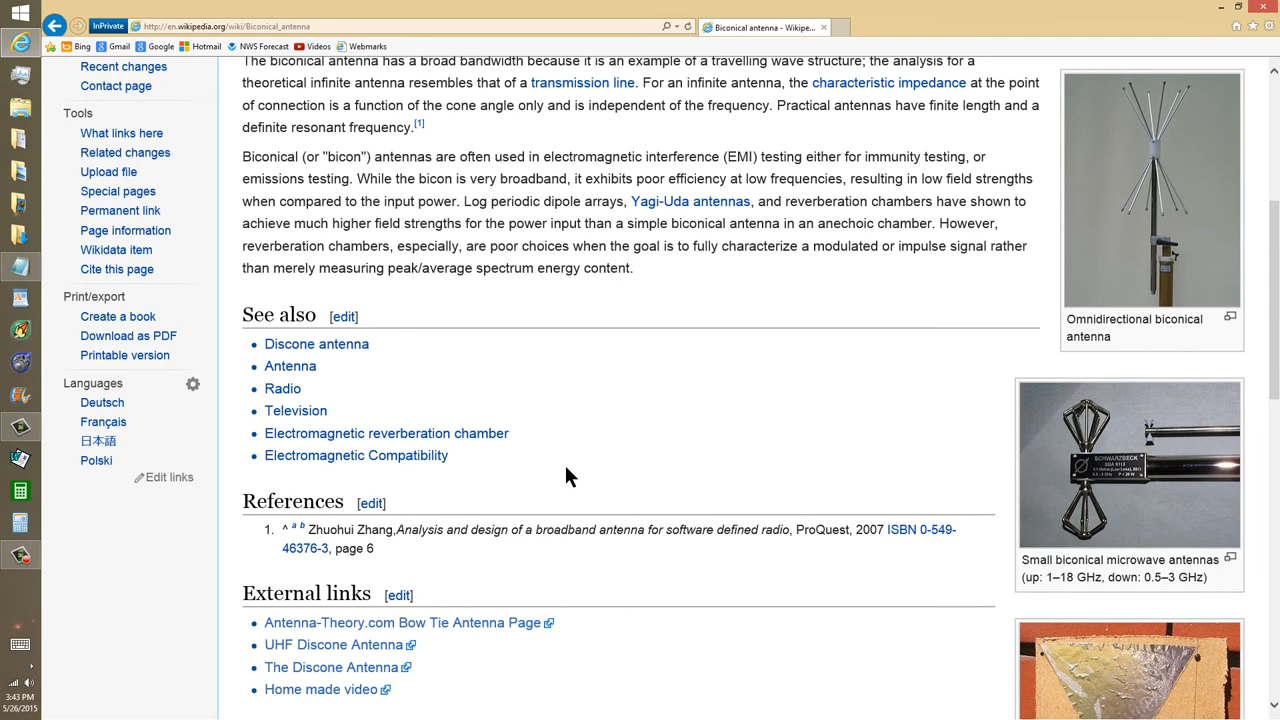 InPrivate
http://en.wikipedia.org/wiki/Biconical_antenna
Biconical antenna - Wikipe...
Bing
Gmail
Google
Hotmail
NWS Forecast
Videos
Webmarks
Recent changes
Contact page
Tools
What links here
Related changes
Upload file
Special pages
Permanent link
Page information
Wikidata item
Cite this page
Print/export
Create a book
Download as PDF
Printable version
Languages
Deutsch
Français
日本語
Polski
Edit links
The biconical antenna has a broad bandwidth because it is an example of a travelling wave structure; the analysis for a
theoretical infinite antenna resembles that of a transmission line. For an infinite antenna, the characteristic impedance at the point
of connection is a function of the cone angle only and is independent of the frequency. Practical antennas have finite length and a
definite resonant frequency.[1]
Biconical (or "bicon") antennas are often used in electromagnetic interference (EMI) testing either for immunity testing, or
emissions testing. While the bicon is very broadband, it exhibits poor efficiency at low frequencies, resulting in low field strengths
when compared to the input power. Log periodic dipole arrays, Yagi-Uda antennas, and reverberation chambers have shown to
achieve much higher field strengths for the power input than a simple biconical antenna in an anechoic chamber. However,
reverberation chambers, especially, are poor choices when the goal is to fully characterize a modulated or impulse signal rather
than merely measuring peak/average spectrum energy content.
See also [edit]
Discone antenna
Antenna
Radio
Television
Electromagnetic reverberation chamber
Electromagnetic Compatibility
References [edit]
1. ^ a b Zhuohui Zhang,Analysis and design of a broadband antenna for software defined radio, ProQuest, 2007 ISBN 0-549-
46376-3, page 6
External links [edit]
Antenna-Theory.com Bow Tie Antenna Page
UHF Discone Antenna
The Discone Antenna
Home made video
Omnidirectional biconical
antenna
SCHWARZBECK
Small biconical microwave antennas
(up: 1–18 GHz, down: 0.5–3 GHz)
3:43 PM
5/26/2015